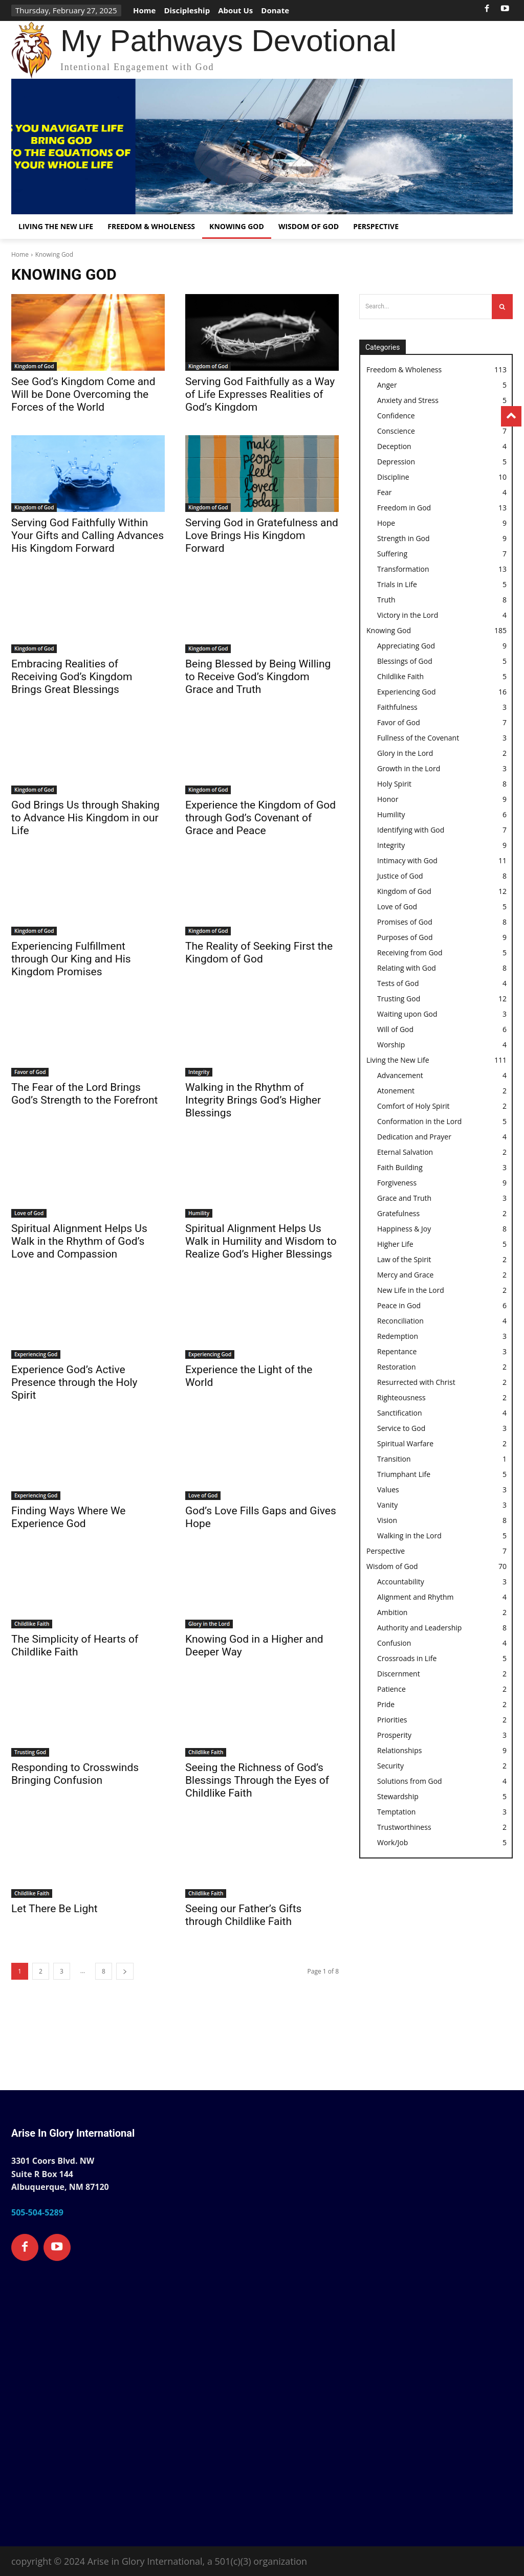 Thursday, February 27, 2025
Home Discipleship About Us Donate
My Pathways Devotional
Intentional Engagement with God
S YOU NAVIGATE LIFE
BRING GOD
TO THE EQUATIONS OF
YOUR WHOLE LIFE
LIVING THE NEW LIFE FREEDOM & WHOLENESS KNOWING GOD WISDOM OF GOD PERSPECTIVE
Home › Knowing God
KNOWING GOD
Kingdom of God
See God's Kingdom Come and
Will be Done Overcoming the
Forces of the World
Kingdom of God
Serving God Faithfully as a Way
of Life Expresses Realities of
God's Kingdom
Kingdom of God
Serving God Faithfully Within
Your Gifts and Calling Advances
His Kingdom Forward
make
people
feel
loved
today
Kingdom of God
Serving God in Gratefulness and
Love Brings His Kingdom
Forward
Kingdom of God
Embracing Realities of
Receiving God's Kingdom
Brings Great Blessings
Kingdom of God
Being Blessed by Being Willing
to Receive God's Kingdom
Grace and Truth
Kingdom of God
God Brings Us through Shaking
to Advance His Kingdom in our
Life
Kingdom of God
Experience the Kingdom of God
through God's Covenant of
Grace and Peace
Kingdom of God
Experiencing Fulfillment
through Our King and His
Kingdom Promises
Kingdom of God
The Reality of Seeking First the
Kingdom of God
Favor of God
The Fear of the Lord Brings
God's Strength to the Forefront
Integrity
Walking in the Rhythm of
Integrity Brings God's Higher
Blessings
Love of God
Spiritual Alignment Helps Us
Walk in the Rhythm of God's
Love and Compassion
Humility
Spiritual Alignment Helps Us
Walk in Humility and Wisdom to
Realize God's Higher Blessings
Experiencing God
Experience God's Active
Presence through the Holy
Spirit
Experiencing God
Experience the Light of the
World
Experiencing God
Finding Ways Where We
Experience God
Love of God
God's Love Fills Gaps and Gives
Hope
Childlike Faith
The Simplicity of Hearts of
Childlike Faith
Glory in the Lord
Knowing God in a Higher and
Deeper Way
Trusting God
Responding to Crosswinds
Bringing Confusion
Childlike Faith
Seeing the Richness of God's
Blessings Through the Eyes of
Childlike Faith
Childlike Faith
Let There Be Light
Childlike Faith
Seeing our Father's Gifts
through Childlike Faith
1 2 3 ... 8
Page 1 of 8
Search...
Categories
Freedom & Wholeness 113
Anger 5
Anxiety and Stress 5
Confidence
Conscience 7
Deception 4
Depression 5
Discipline 10
Fear 4
Freedom in God 13
Hope 9
Strength in God 9
Suffering 7
Transformation 13
Trials in Life 5
Truth 8
Victory in the Lord 4
Knowing God 185
Appreciating God 9
Blessings of God 5
Childlike Faith 5
Experiencing God 16
Faithfulness 3
Favor of God 7
Fullness of the Covenant 3
Glory in the Lord 2
Growth in the Lord 3
Holy Spirit 8
Honor 9
Humility 6
Identifying with God 7
Integrity 9
Intimacy with God 11
Justice of God 8
Kingdom of God 12
Love of God 5
Promises of God 8
Purposes of God 9
Receiving from God 5
Relating with God 8
Tests of God 4
Trusting God 12
Waiting upon God 3
Will of God 6
Worship 4
Living the New Life 111
Advancement 4
Atonement 2
Comfort of Holy Spirit 2
Conformation in the Lord 5
Dedication and Prayer 4
Eternal Salvation 2
Faith Building 3
Forgiveness 9
Grace and Truth 3
Gratefulness 2
Happiness & Joy 8
Higher Life 5
Law of the Spirit 2
Mercy and Grace 2
New Life in the Lord 2
Peace in God 6
Reconciliation 4
Redemption 3
Repentance 3
Restoration 2
Resurrected with Christ 2
Righteousness 2
Sanctification 4
Service to God 3
Spiritual Warfare 2
Transition 1
Triumphant Life 5
Values 3
Vanity 3
Vision 8
Walking in the Lord 5
Perspective 7
Wisdom of God 70
Accountability 3
Alignment and Rhythm 4
Ambition 2
Authority and Leadership 8
Confusion 4
Crossroads in Life 5
Discernment 2
Patience 2
Pride 2
Priorities 2
Prosperity 3
Relationships 9
Security 2
Solutions from God 4
Stewardship 5
Temptation 3
Trustworthiness 2
Work/Job 5
Arise In Glory International
3301 Coors Blvd. NW
Suite R Box 144
Albuquerque, NM 87120
505-504-5289
copyright © 2024 Arise in Glory International, a 501(c)(3) organization